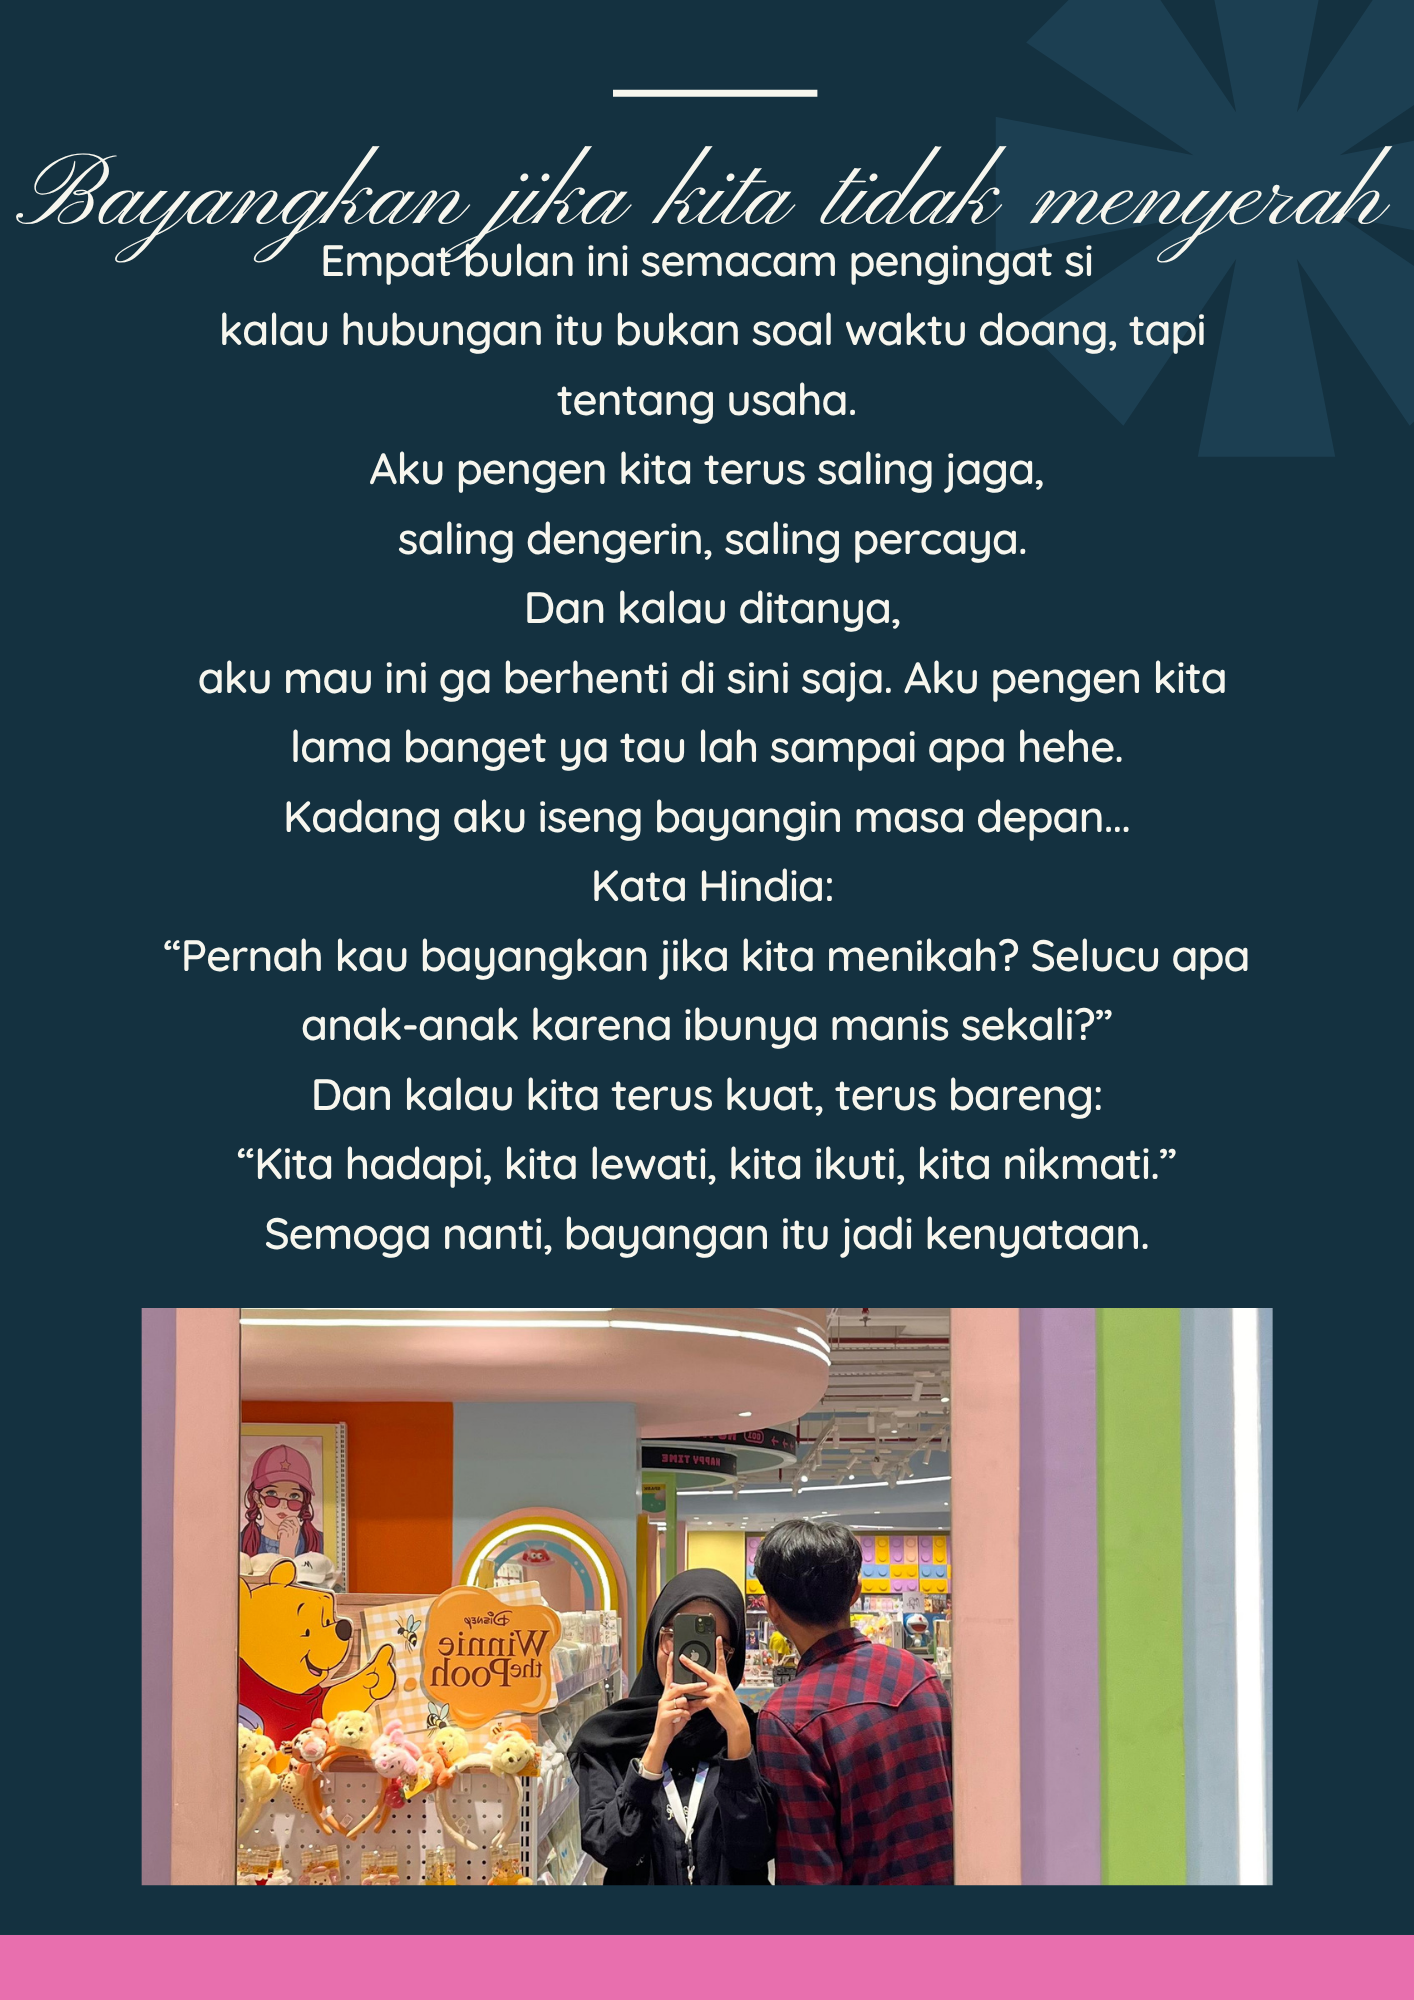 Bayangkan jika kita tidak menyerah
Empat bulan ini semacam pengingat si
kalau hubungan itu bukan soal waktu doang, tapi
tentang usaha.
Aku pengen kita terus saling jaga,
saling dengerin, saling percaya.
Dan kalau ditanya,
aku mau ini ga berhenti di sini saja. Aku pengen kita
lama banget ya tau lah sampai apa hehe.
Kadang aku iseng bayangin masa depan...
Kata Hindia:
“Pernah kau bayangkan jika kita menikah? Selucu apa
anak-anak karena ibunya manis sekali?”
Dan kalau kita terus kuat, terus bareng:
“Kita hadapi, kita lewati, kita ikuti, kita nikmati.”
Semoga nanti, bayangan itu jadi kenyataan.
HAPPY TIME
Disney
Winnie
the Pooh